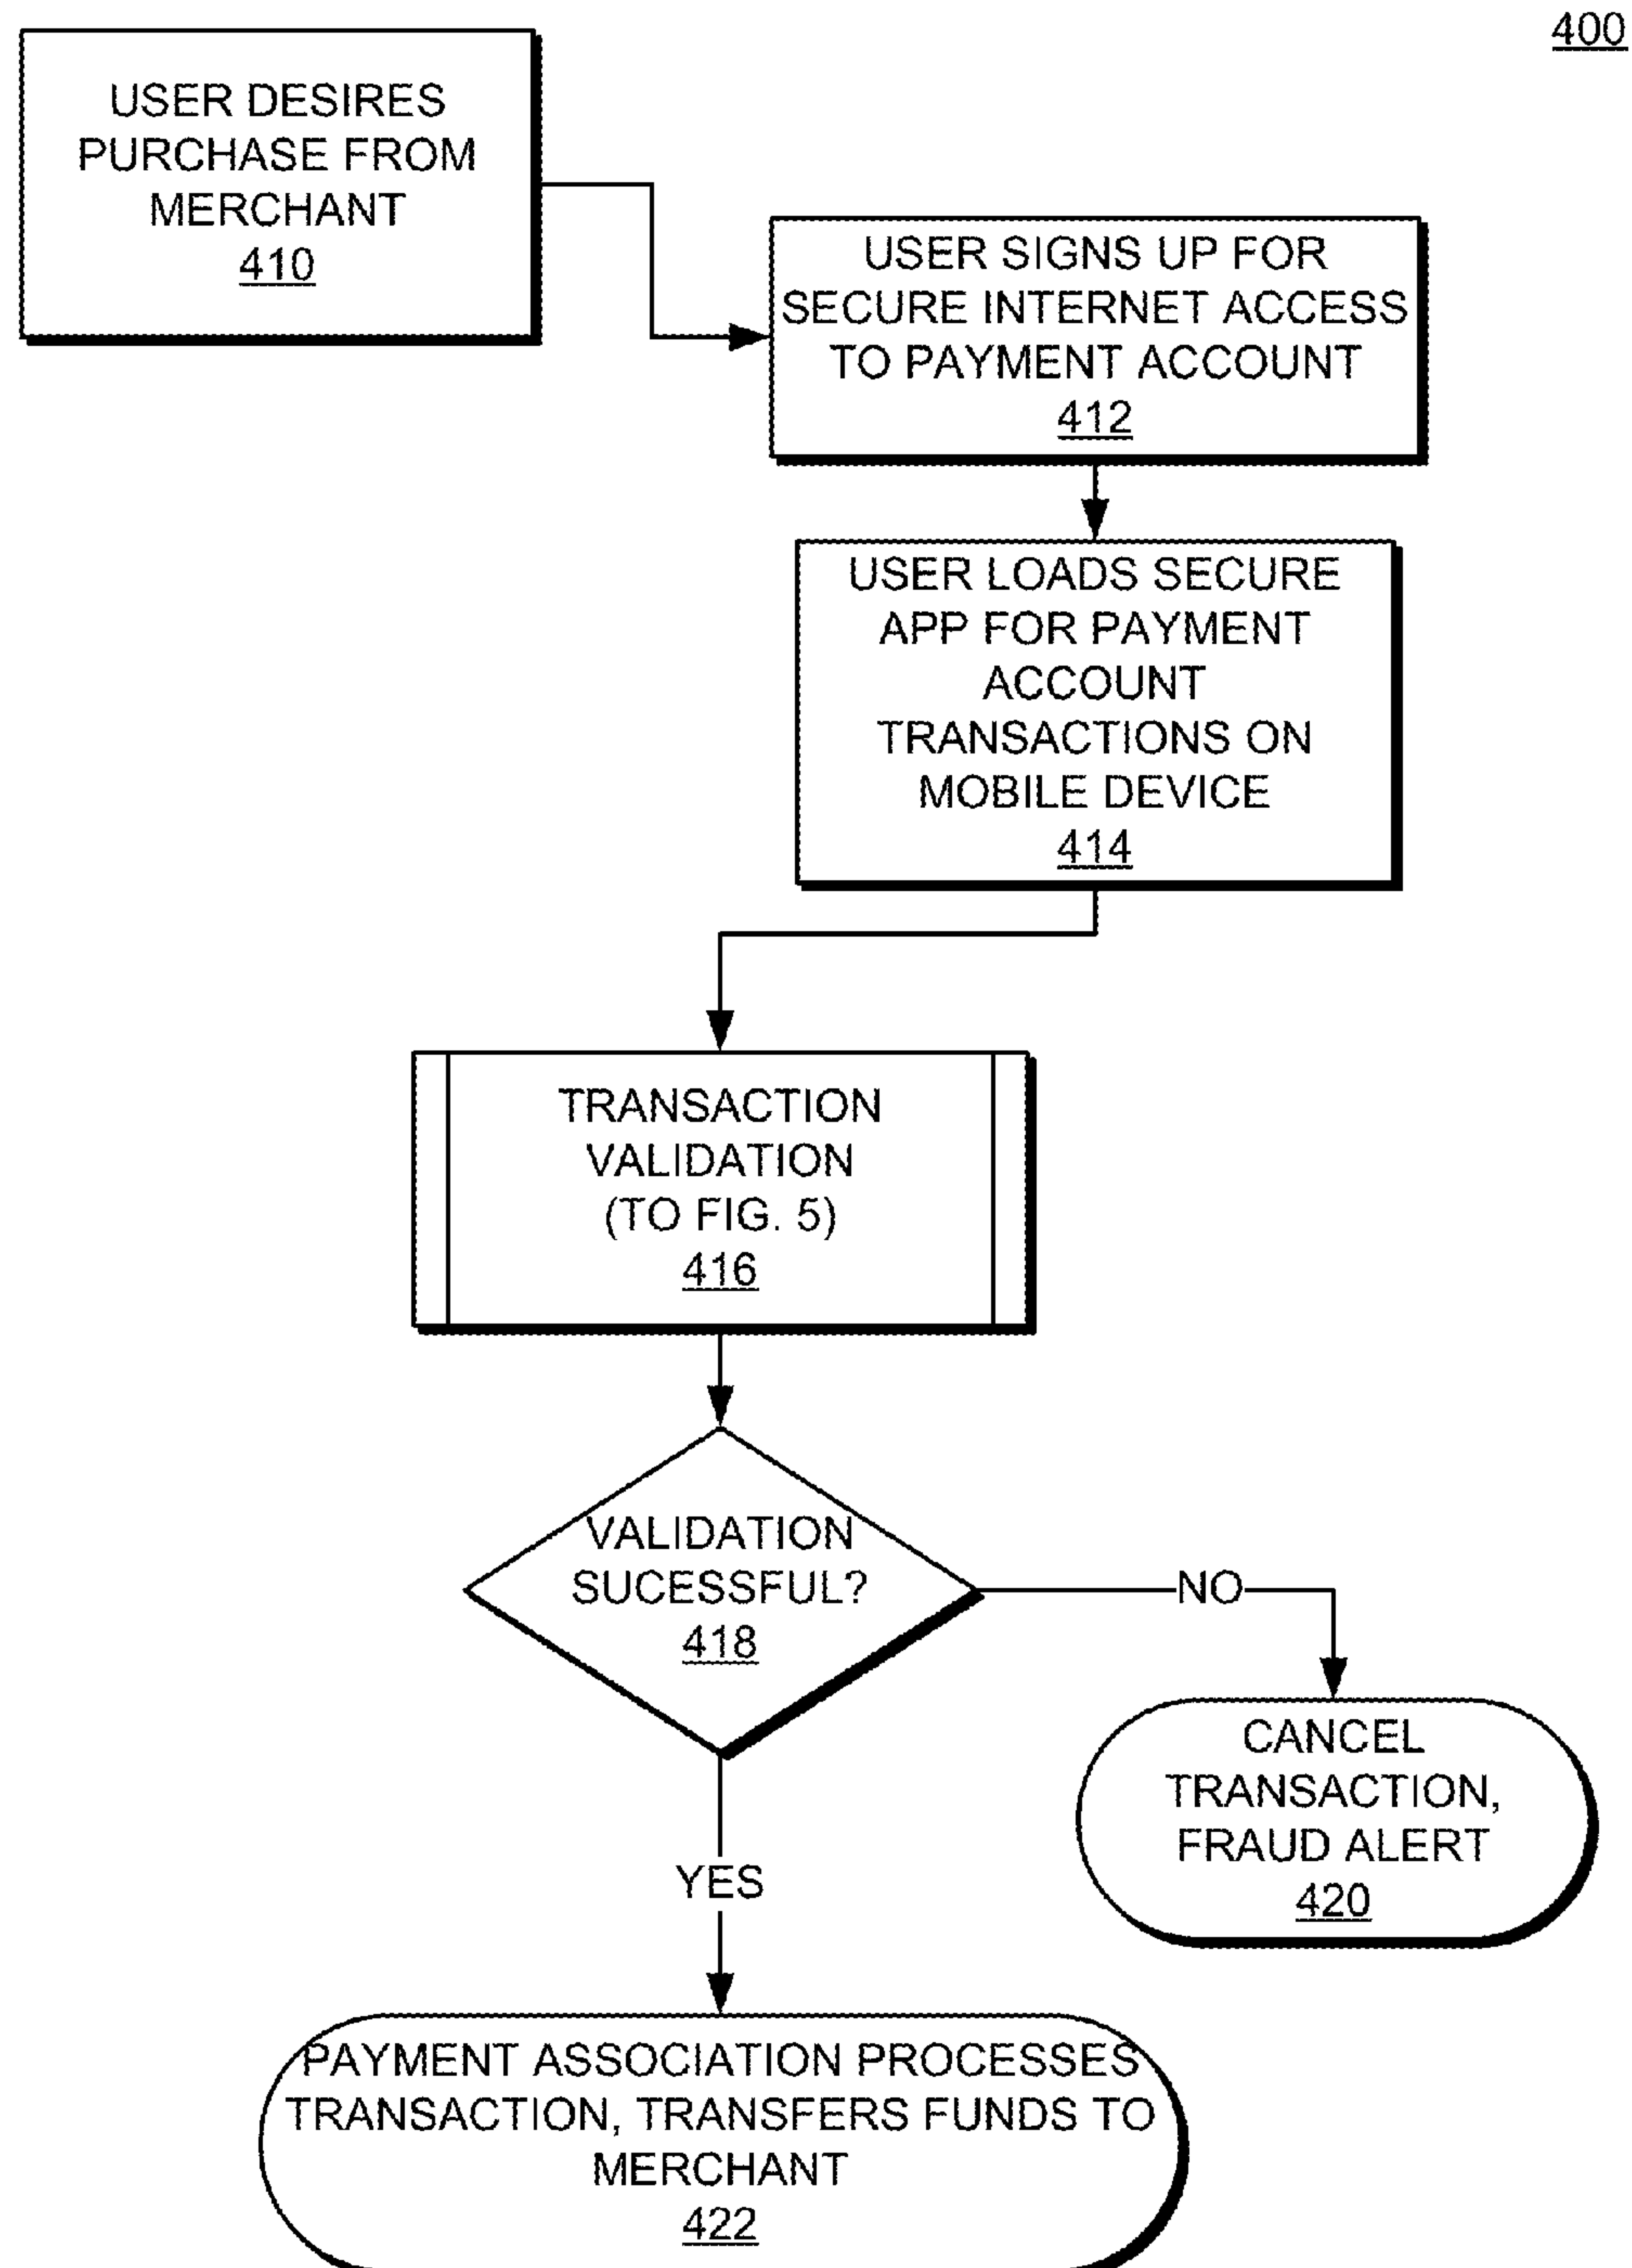 400
USER DESIRES
PURCHASE FROM
MERCHANT
410
USER SIGNS UP FOR
SECURE INTERNET ACCESS
TO PAYMENT ACCOUNT
412
USER LOADS SECURE
APP FOR PAYMENT
ACCOUNT
TRANSACTIONS ON
MOBILE DEVICE
414
TRANSACTION
VALIDATION
(TO FIG. 5)
416
VALIDATION
SUCESSFUL?
418
NO
CANCEL
TRANSACTION,
FRAUD ALERT
420
YES
PAYMENT ASSOCIATION PROCESSES
TRANSACTION, TRANSFERS FUNDS TO
MERCHANT
422